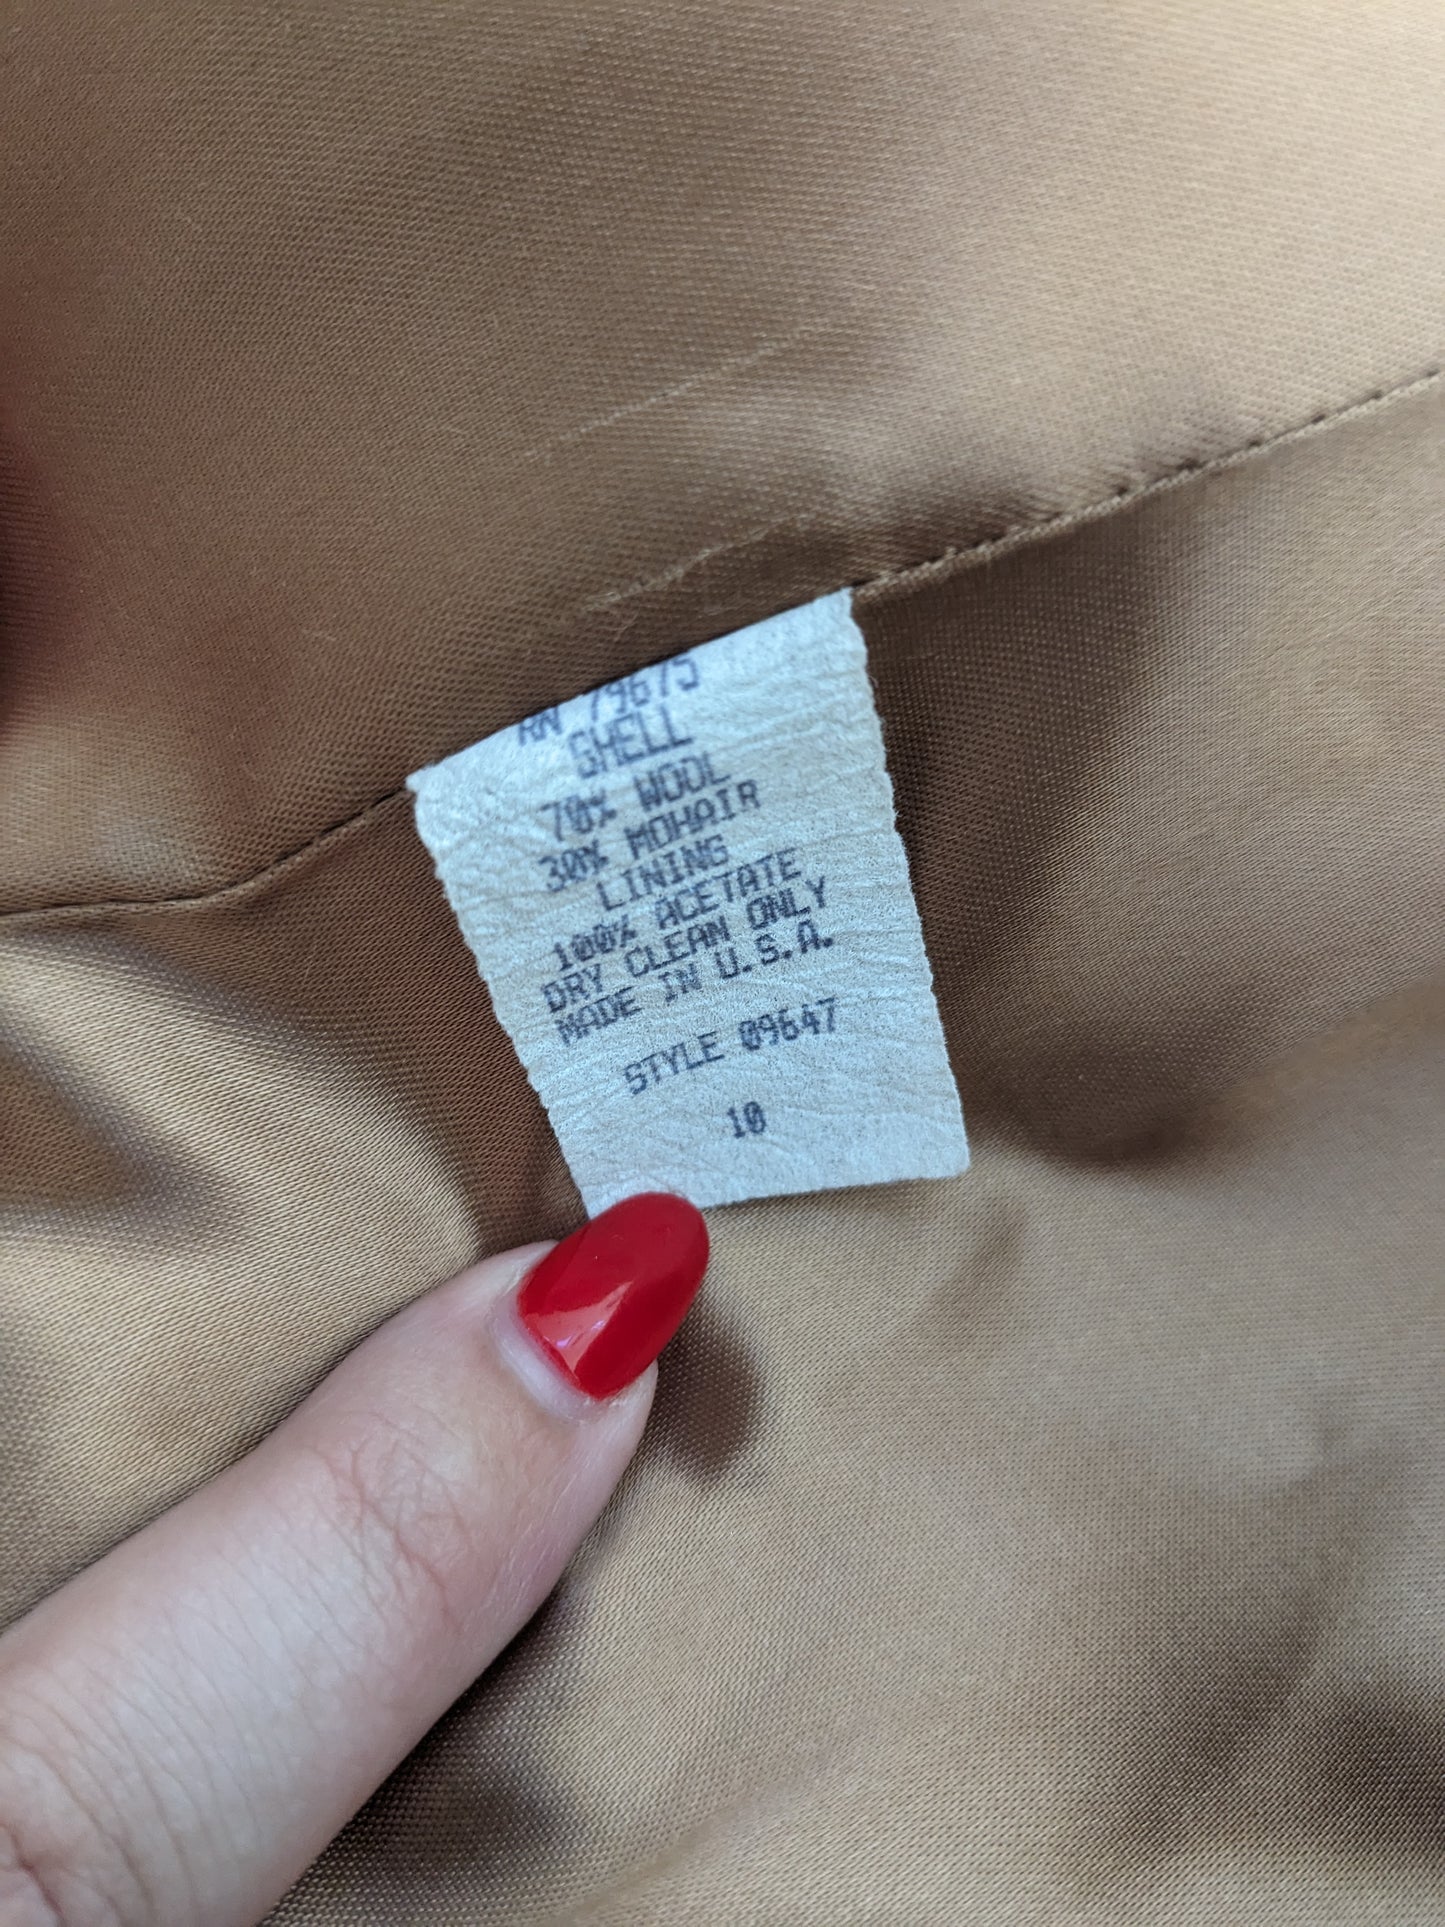 RN 79675
SHELL
70% WOOL
30% MOHAIR
LINING
100% ACETATE
DRY CLEAN ONLY
MADE IN U.S.A.
STYLE 09647
10